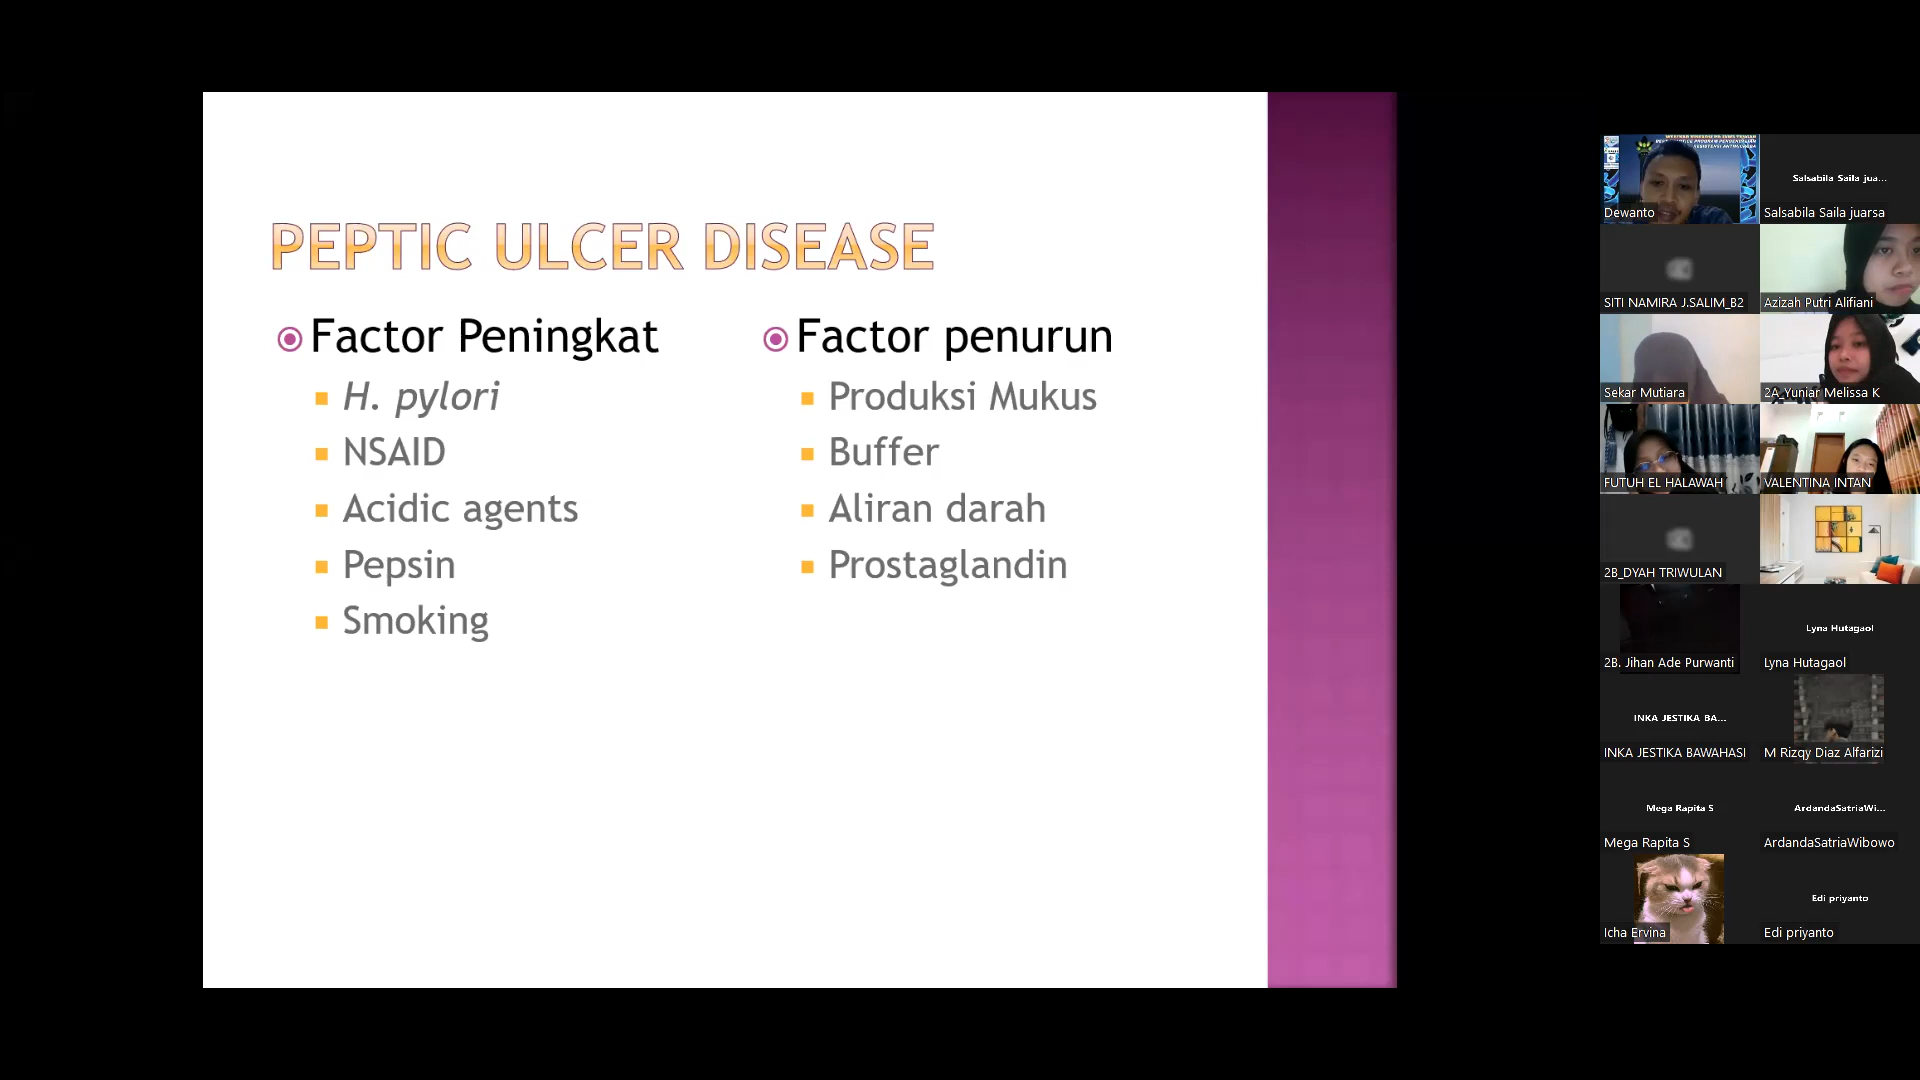 PEPTIC ULCER DISEASE
Factor Peningkat
H. pylori
NSAID
Acidic agents
Pepsin
Smoking
Factor penurun
Produksi Mukus
Buffer
Aliran darah
Prostaglandin
Dewanto
Salsabila Saila jua...
Salsabila Saila juarsa
SITI NAMIRA J.SALIM_B2
Azizah Putri Alifiani
Sekar Mutiara
2A_Yuniar Melissa K
FUTUH EL HALAWAH
VALENTINA INTAN
2B_DYAH TRIWULAN
2B. Jihan Ade Purwanti
Lyna Hutagaol
Lyna Hutagaol
INKA JESTIKA BA...
INKA JESTIKA BAWAHASI
M Rizqy Diaz Alfarizi
Mega Rapita S
Mega Rapita S
ArdandaSatriaWi...
ArdandaSatriaWibowo
Icha Ervina
Edi priyanto
Edi priyanto